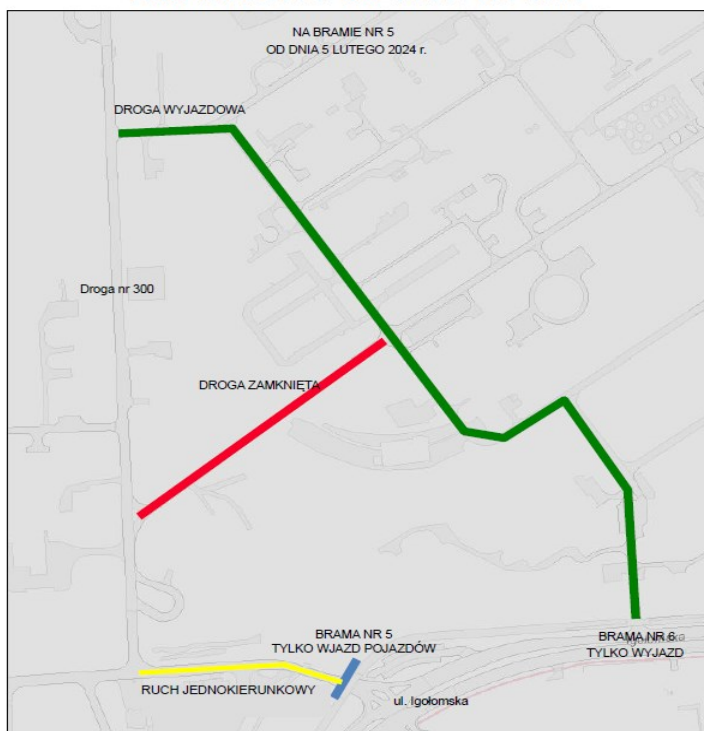 NA BRAMIE NR 5
OD DNIA 5 LUTEGO 2024 r.
DROGA WYJAZDOWA
Droga nr 300
DROGA ZAMKNIĘTA
BRAMA NR 5
TYLKO WJAZD POJAZDÓW
BRAMA NR 6
TYLKO WYJAZD
Igołomska
RUCH JEDNOKIERUNKOWY
ul. Igołomska